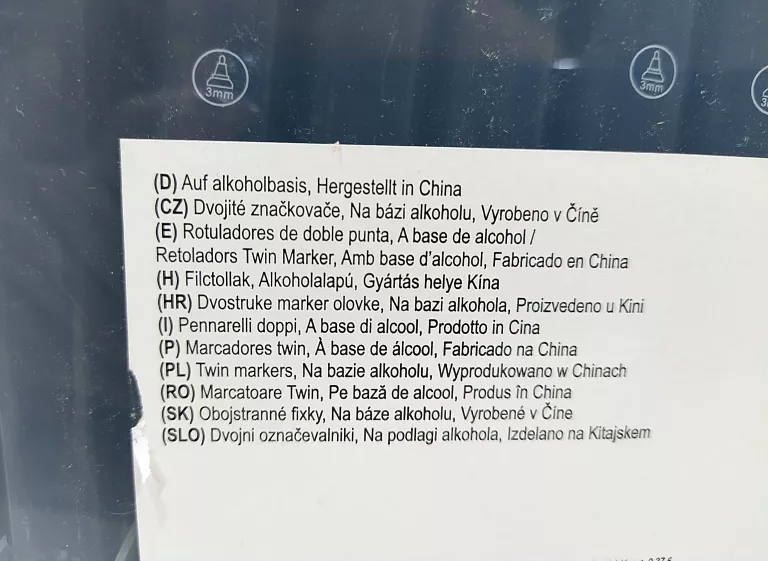 3mm
3mm
(D) Auf alkoholbasis, Hergestellt in China
(CZ) Dvojité značkovače, Na bázi alkoholu, Vyrobeno v Číně
(E) Rotuladores de doble punta, A base de alcohol /
Retoladors Twin Marker, Amb base d'alcohol, Fabricado en China
(H) Filctollak, Alkoholalapú, Gyártás helye Kína
(HR) Dvostruke marker olovke, Na bazi alkohola, Proizvedeno u Kini
(I) Pennarelli doppi, A base di alcool, Prodotto in Cina
(P) Marcadores twin, À base de álcool, Fabricado na China
(PL) Twin markers, Na bazie alkoholu, Wyprodukowano w Chinach
(RO) Marcatoare Twin, Pe bază de alcool, Produs în China
(SK) Obojstranné fixky, Na báze alkoholu, Vyrobené v Číne
(SLO) Dvojni označevalniki, Na podlagi alkohola, Izdelano na Kitajskem